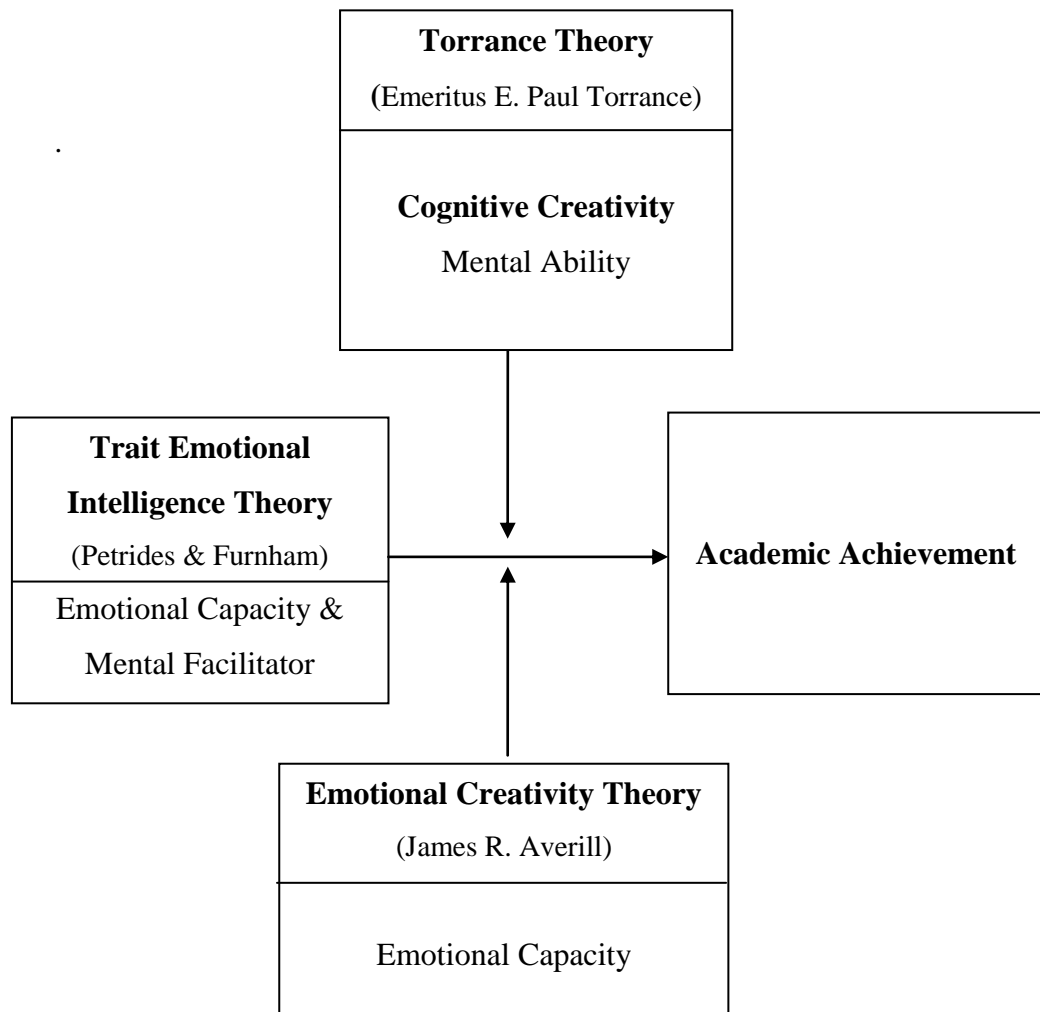 Torrance Theory
(Emeritus E. Paul Torrance)
.
Cognitive Creativity
Mental Ability
Trait Emotional
Intelligence Theory
(Petrides & Furnham)
Emotional Capacity &
Mental Facilitator
Academic Achievement
Emotional Creativity Theory
(James R. Averill)
Emotional Capacity